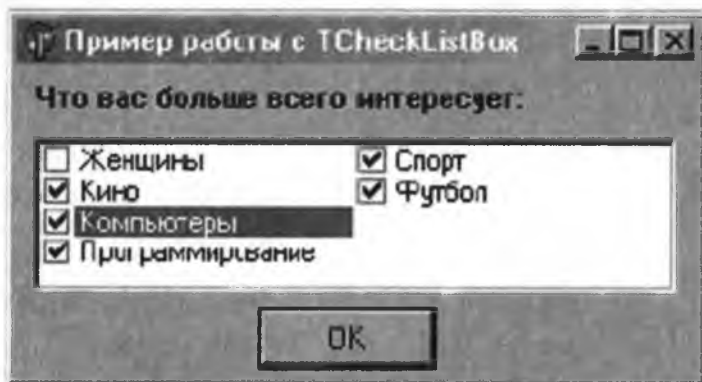 Пример работы с TCheckListBox
Что вас больше всего интересует:
Женщины
Кино
Компьютеры
Программирование
Спорт
Футбол
OK